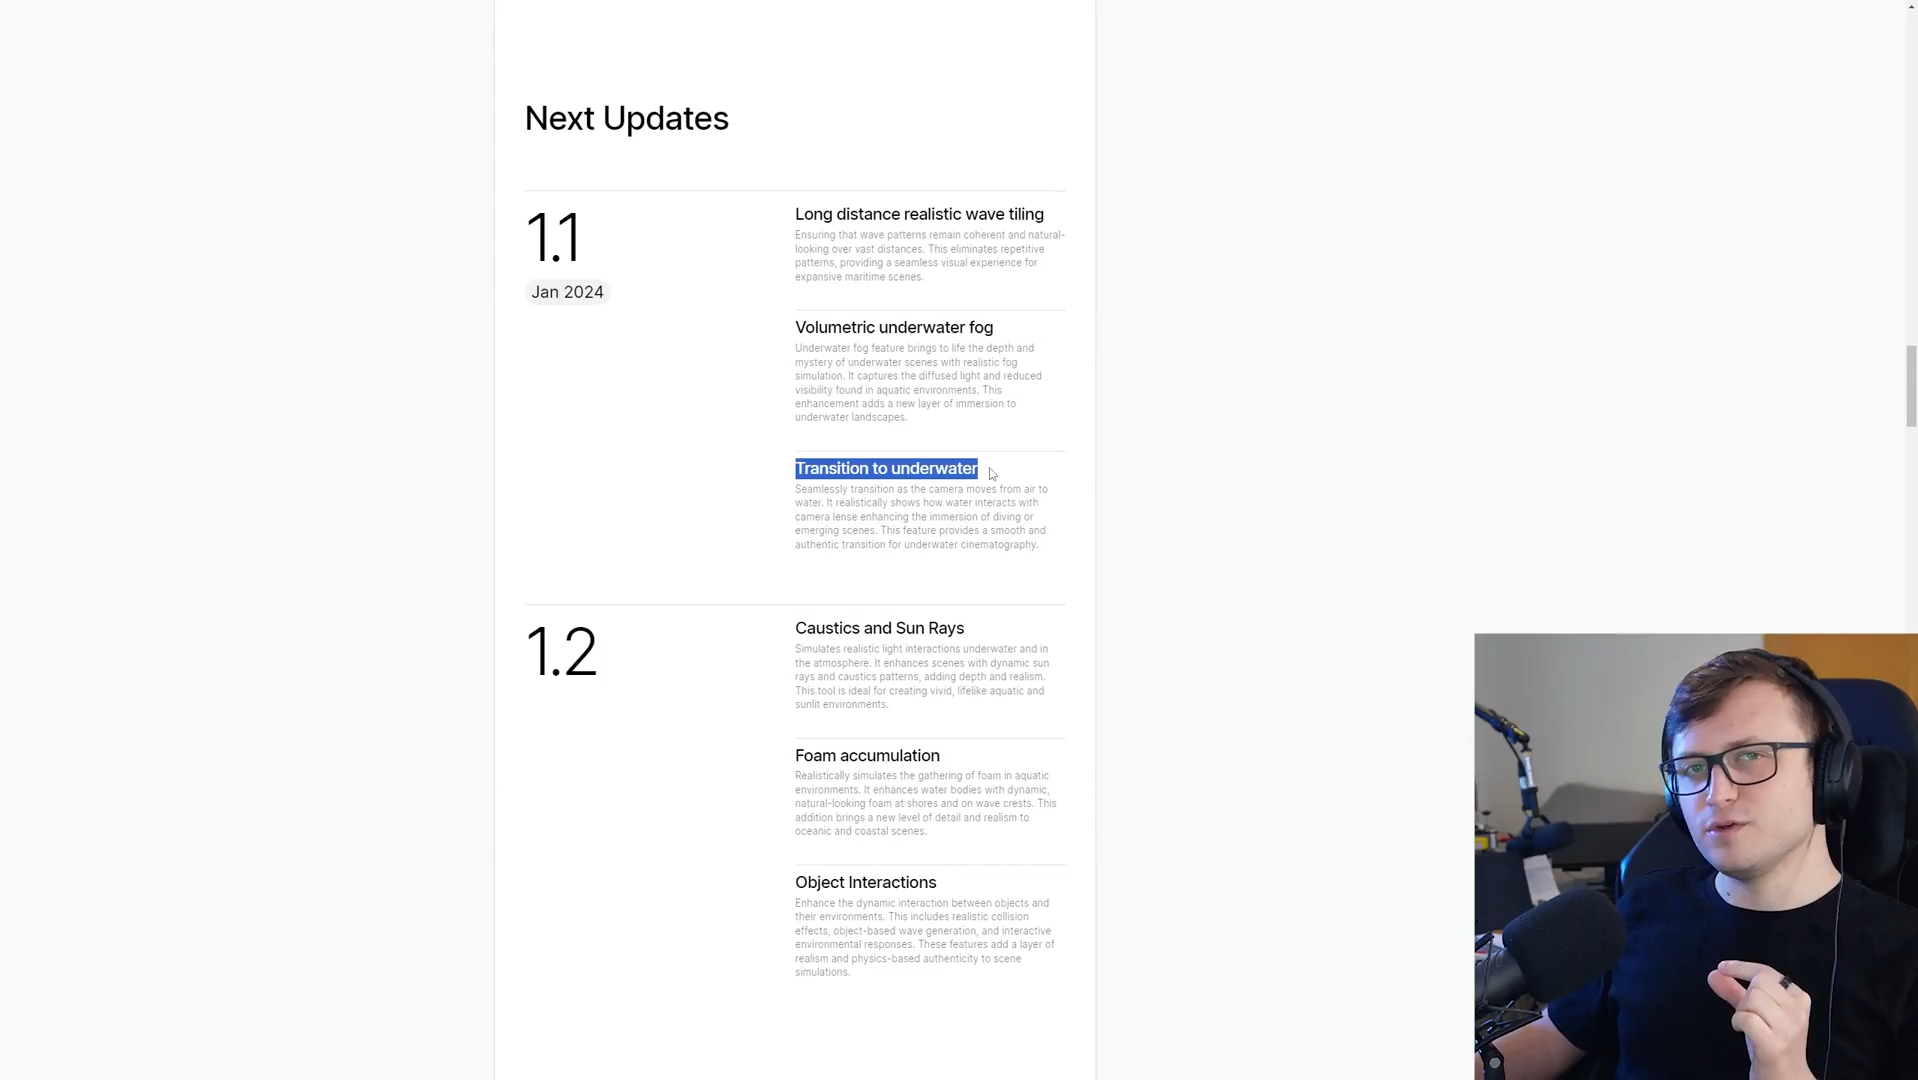 Next Updates
1.1
Jan 2024
Long distance realistic wave tiling
Ensuring that wave patterns remain coherent and natural-
looking over vast distances. This eliminates repetitive
patterns, providing a seamless visual experience for
expansive maritime scenes.
Volumetric underwater fog
Underwater fog feature brings to life the depth and
mystery of underwater scenes with realistic fog
simulation. It captures the diffused light and reduced
visibility found in aquatic environments. This
enhancement adds a new layer of immersion to
underwater landscapes.
Transition to underwater
Seamlessly transition as the camera moves from air to
water. It realistically shows how water interacts with
camera lense enhancing the immersion of diving or
emerging scenes. This feature provides a smooth and
authentic transition for underwater cinematography.
1.2
Caustics and Sun Rays
Simulates realistic light interactions underwater and in
the atmosphere. It enhances scenes with dynamic sun
rays and caustics patterns, adding depth and realism.
This tool is ideal for creating vivid, lifelike aquatic and
sunlit environments.
Foam accumulation
Realistically simulates the gathering of foam in aquatic
environments. It enhances water bodies with dynamic,
natural-looking foam at shores and on wave crests. This
addition brings a new level of detail and realism to
oceanic and coastal scenes.
Object Interactions
Enhance the dynamic interaction between objects and
their environments. This includes realistic collision
effects, object-based wave generation, and interactive
environmental responses. These features add a layer of
realism and physics-based authenticity to scene
simulations.